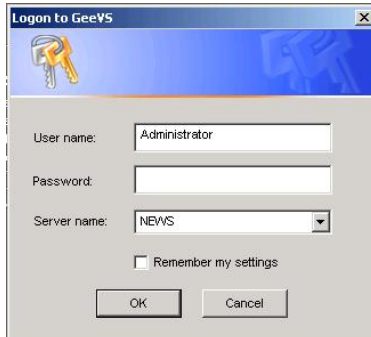 Logon to GeeVS
User name: Administrator
Password:
Server name: NEWS
Remember my settings
OK Cancel